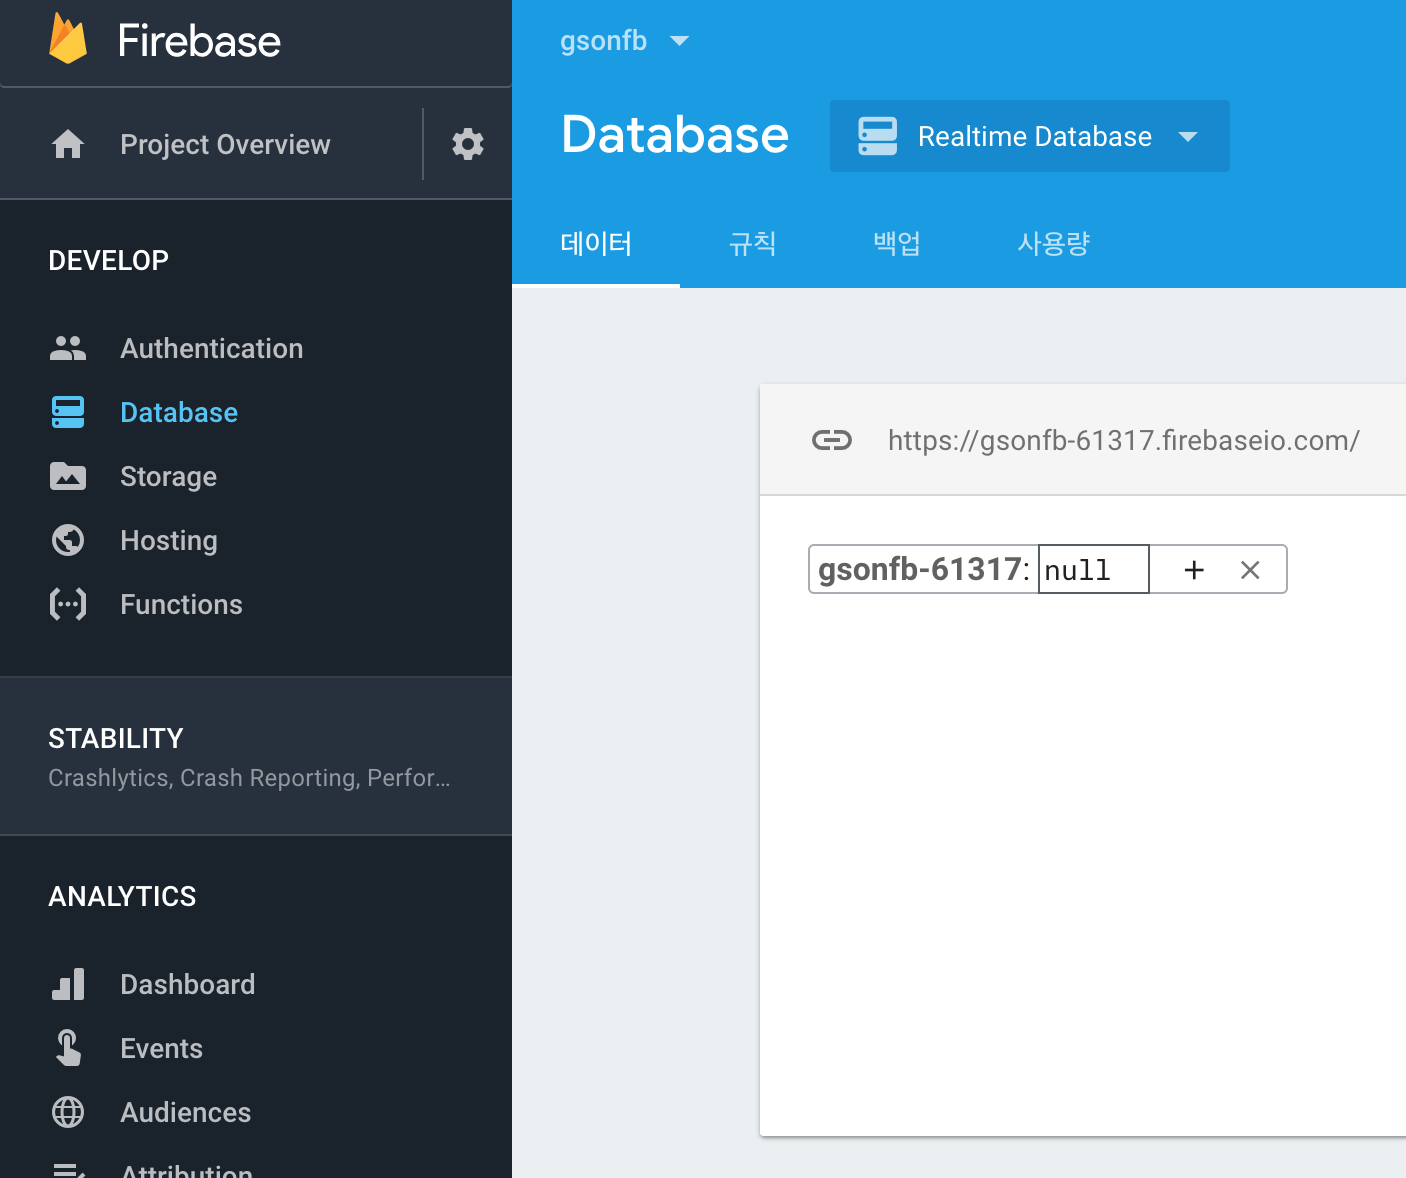 Firebase
Project Overview
DEVELOP
Authentication
Database
Storage
Hosting
Functions
STABILITY
Crashlytics, Crash Reporting, Perfor...
ANALYTICS
Dashboard
Events
Audiences
Attribution
gsonfb
Database
Realtime Database
데이터 규칙 백업 사용량
https://gsonfb-61317.firebaseio.com/
gsonfb-61317: null